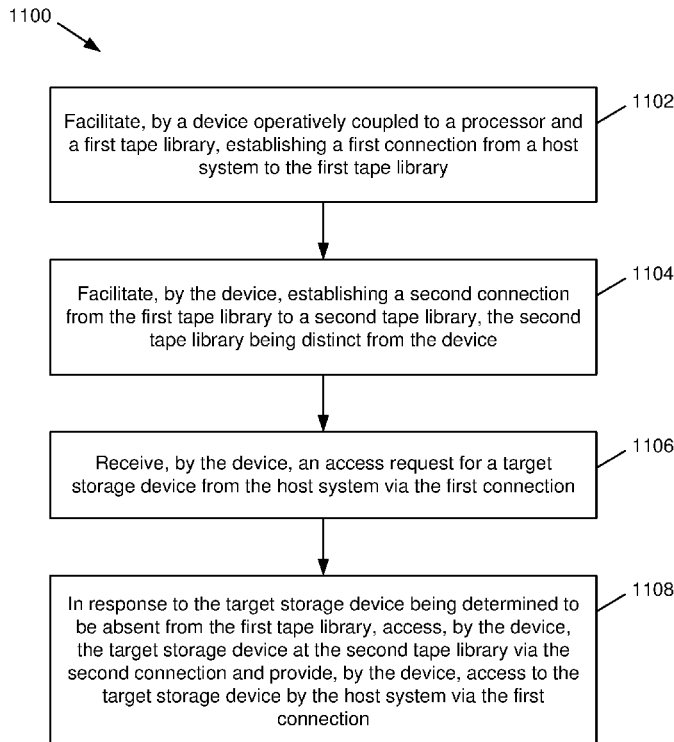 1100
1102
Facilitate, by a device operatively coupled to a processor and
a first tape library, establishing a first connection from a host
system to the first tape library
1104
Facilitate, by the device, establishing a second connection
from the first tape library to a second tape library, the second
tape library being distinct from the device
1106
Receive, by the device, an access request for a target
storage device from the host system via the first connection
1108
In response to the target storage device being determined to
be absent from the first tape library, access, by the device,
the target storage device at the second tape library via the
second connection and provide, by the device, access to the
target storage device by the host system via the first
connection